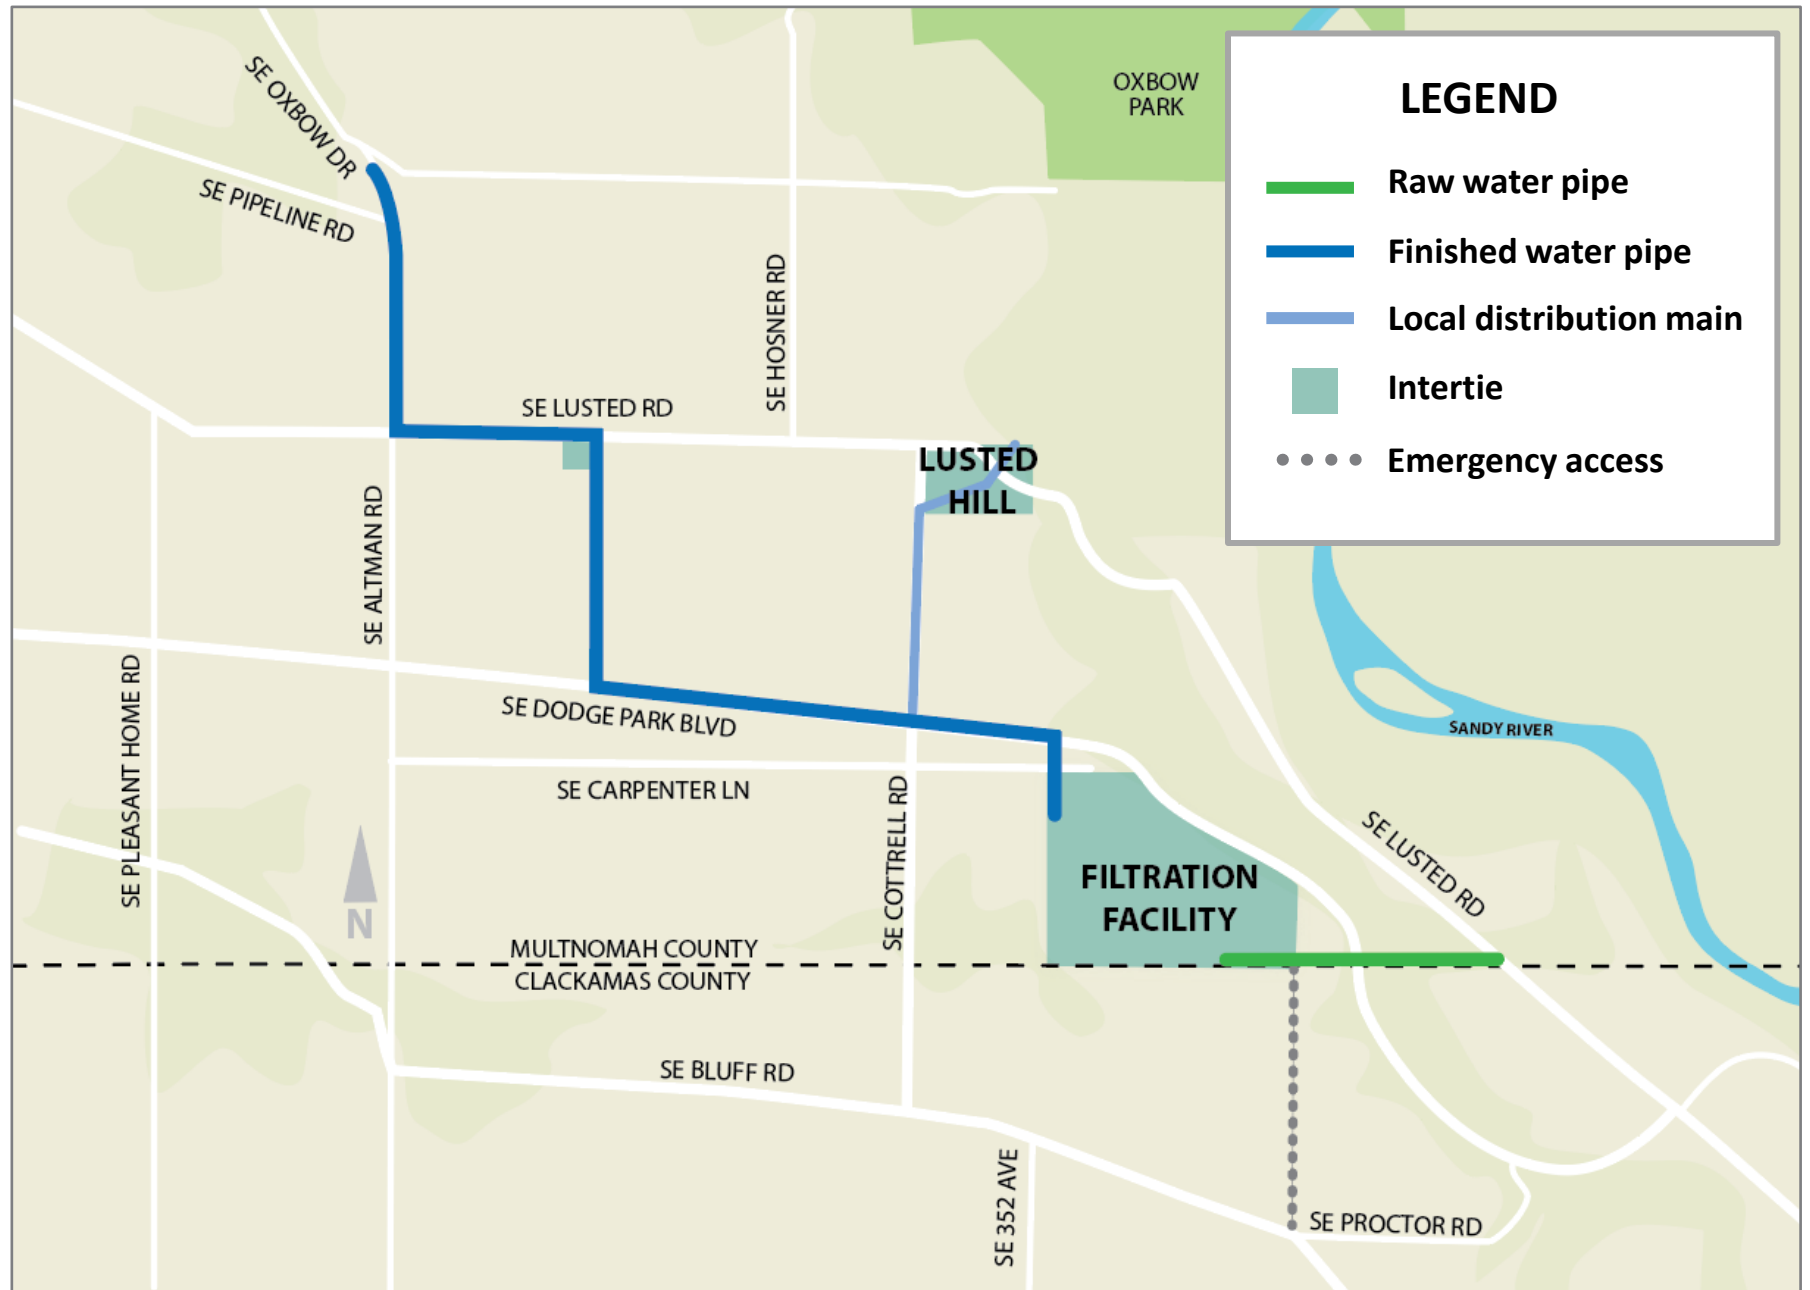 OXBOW
PARK
LEGEND
Raw water pipe
Finished water pipe
Local distribution main
Intertie
Emergency access
SE OXBOW DR
SE PIPELINE RD
SE HOSNER RD
SE LUSTED RD
LUSTED
HILL
SE ALTMAN RD
SE PLEASANT HOME RD
SE DODGE PARK BLVD
SANDY RIVER
SE CARPENTER LN
SE COTTRELL RD
SE LUSTED RD
FILTRATION
FACILITY
N
MULTNOMAH COUNTY
CLACKAMAS COUNTY
SE BLUFF RD
SE 352 AVE
SE PROCTOR RD